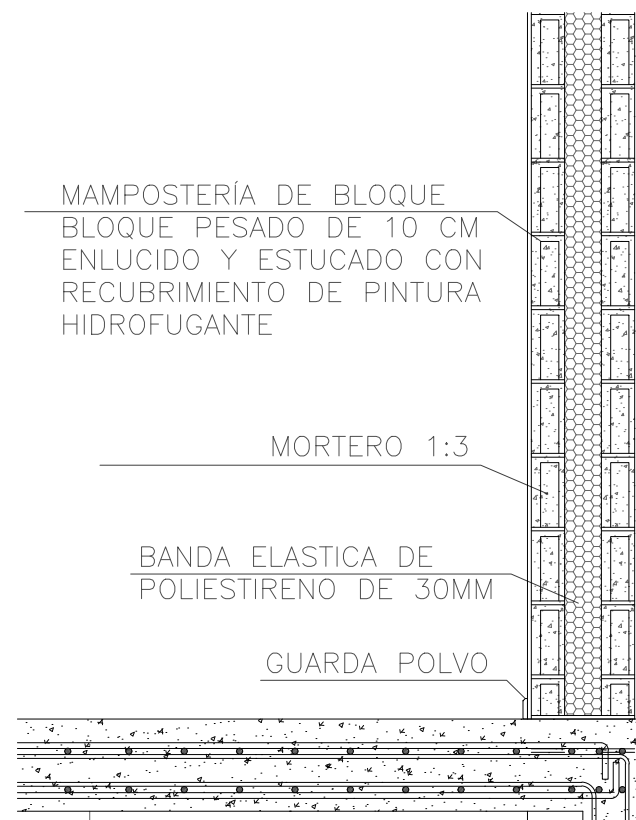 MAMPOSTERÍA DE BLOQUE
BLOQUE PESADO DE 10 CM
ENLUCIDO Y ESTUCADO CON
RECUBRIMIENTO DE PINTURA
HIDROFUGANTE
MORTERO 1:3
BANDA ELASTICA DE
POLIESTIRENO DE 30MM
GUARDA POLVO